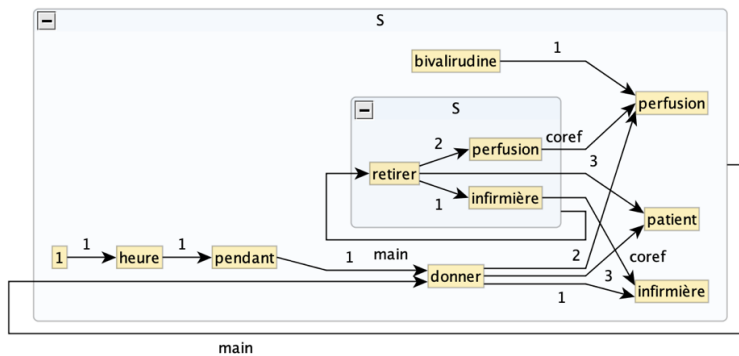 S
1
bivalirudine
perfusion
S
coref
2
perfusion
3
retirer
infirmière
1
patient
1
1
1
heure
pendant
1
main
2
coref
donner
3
1
infirmière
main